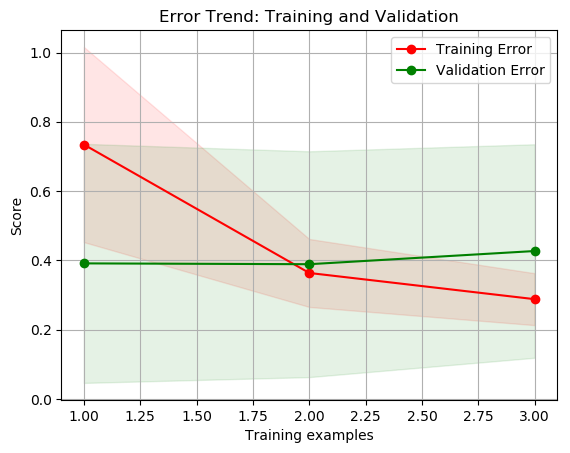 Error Trend: Training and Validation
Training Error
Validation Error
Score
1.0
0.8
0.6
0.4
0.2
0.0
1.00 1.25 1.50 1.75 2.00 2.25 2.50 2.75 3.00
Training examples